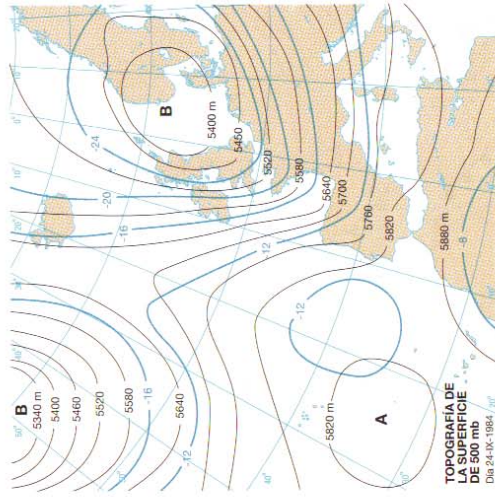 B
5340 m
5400
5460
5520
5580
-16
5640
-12
-12
-16
-20
-24
B
5400 m
5450
5520
5580
5640
5700
5760
5820
5880 m
-8
-12
5820 m
A
TOPOGRAFÍA DE
LA SUPERFICIE
DE 500 mb
Día 24-IX-1984